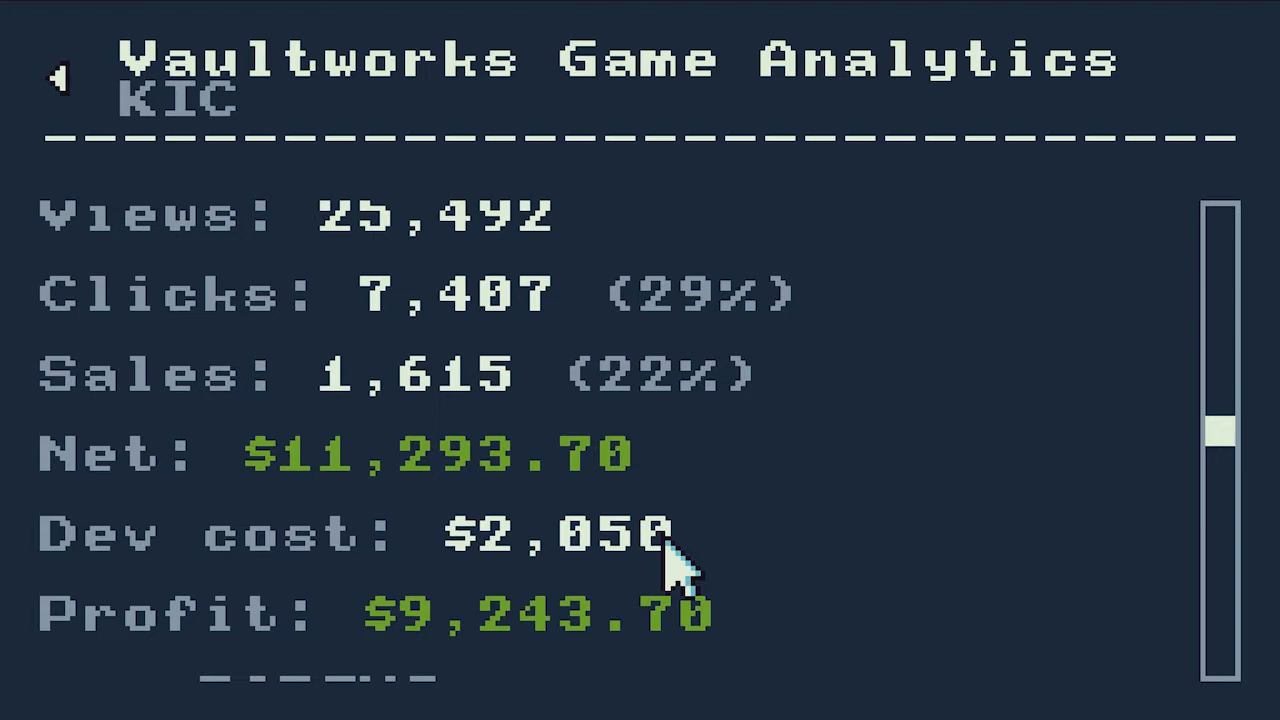 Vaultworks Game Analytics
KIC
Views: 25,492
Clicks: 7,407 (29%)
Sales: 1,615 (22%)
Net: $11,293.70
Dev cost: $2,050
Profit: $9,243.70